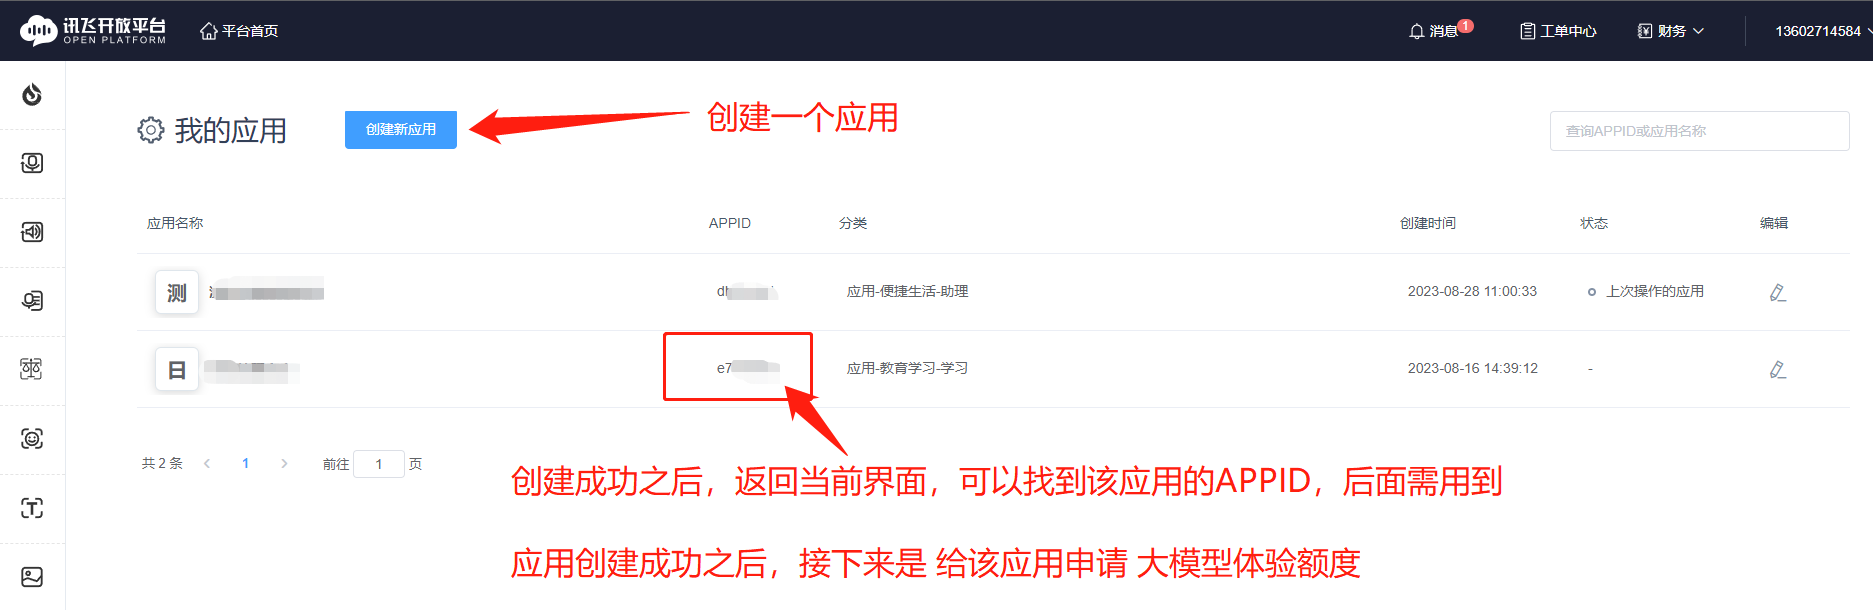 讯飞开放平台
OPEN PLATFORM
平台首页
消息 1
工单中心
财务
13602714584
我的应用
创建新应用
创建一个应用
查询APPID或应用名称
应用名称 APPID 分类 创建时间 状态 编辑
测 应用-便捷生活-助理 2023-08-28 11:00:33 上次操作的应用
日 e7 应用-教育学习-学习 2023-08-16 14:39:12 -
共 2 条 1 前往 1 页
创建成功之后，返回当前界面，可以找到该应用的APPID，后面需用到
应用创建成功之后，接下来是 给该应用申请 大模型体验额度